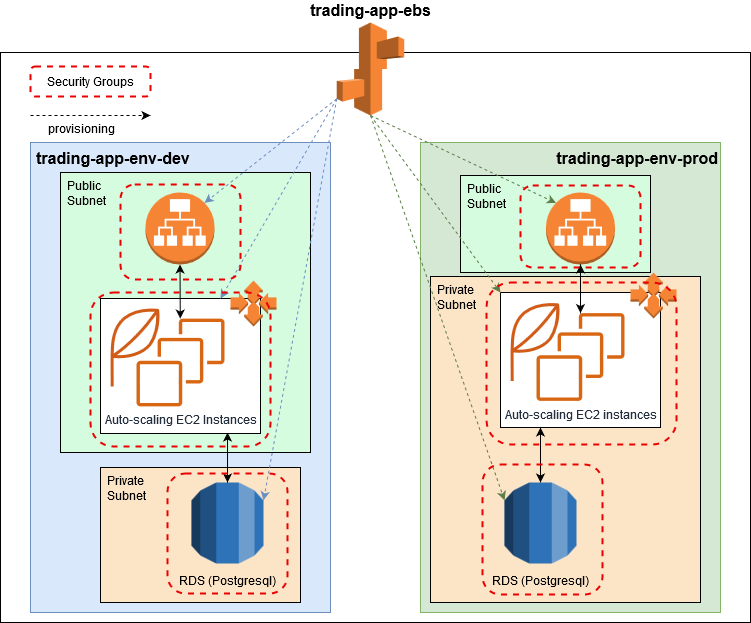 trading-app-ebs
Security Groups
provisioning
trading-app-env-dev
Public
Subnet
Auto-scaling EC2 Instances
Private
Subnet
RDS (Postgresql)
trading-app-env-prod
Public
Subnet
Private
Subnet
Auto-scaling EC2 instances
RDS (Postgresql)